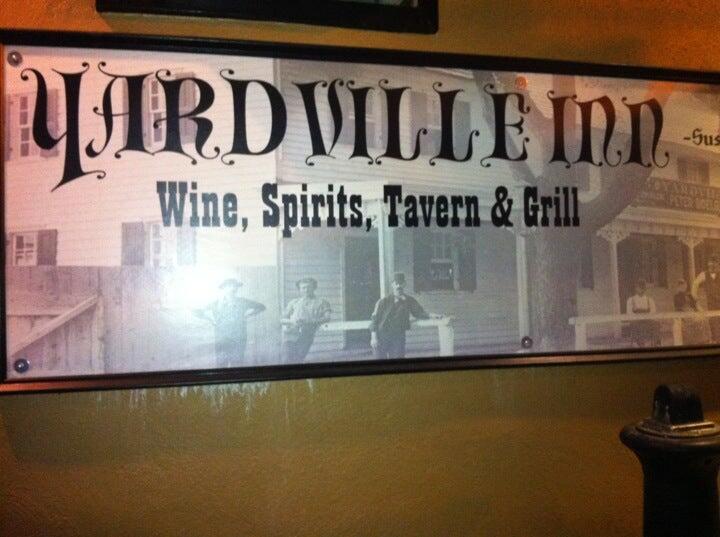 YARDVILLE INN
Wine, Spirits, Tavern & Grill